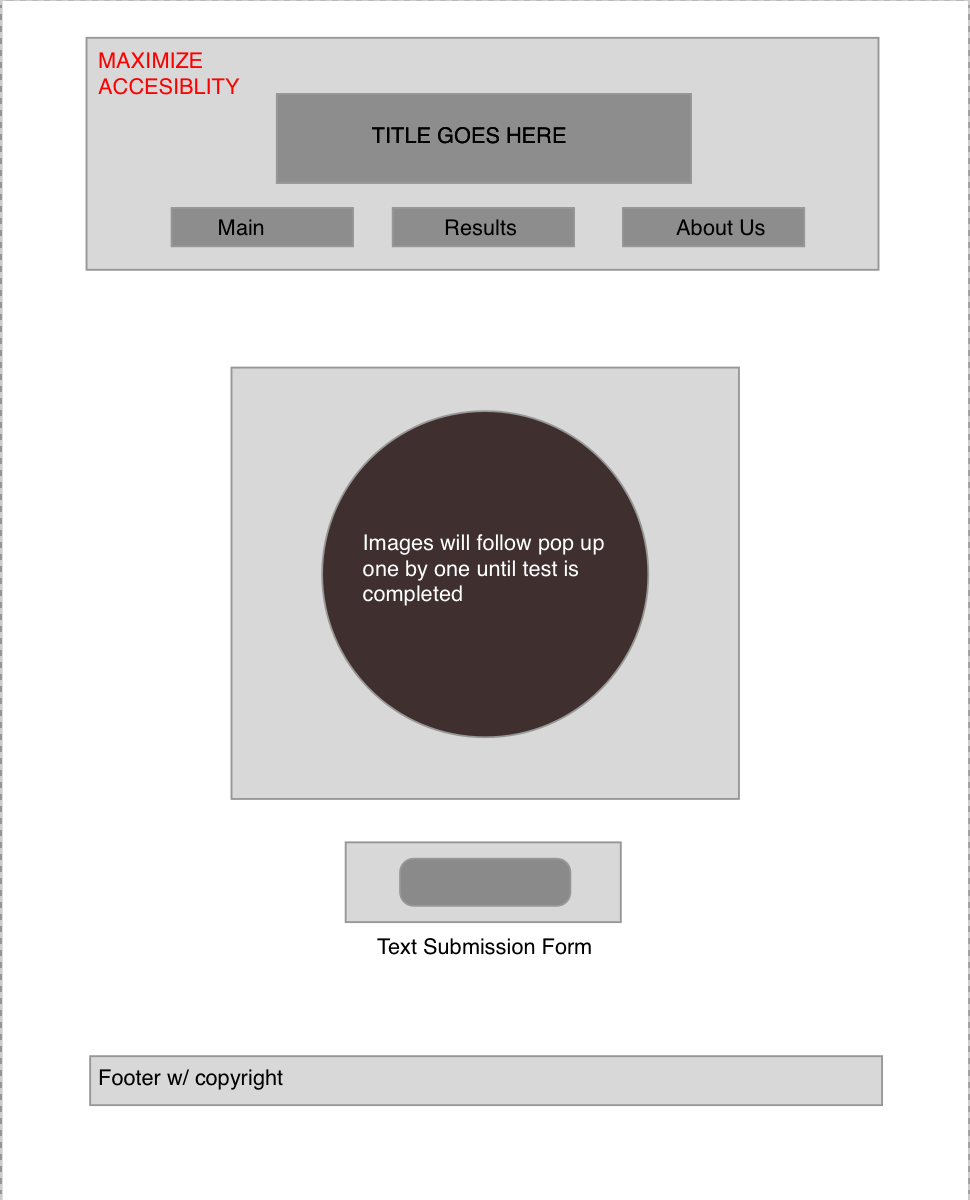 MAXIMIZE
ACCESIBLITY
TITLE GOES HERE
Main
Results
About Us
Images will follow pop up
one by one until test is
completed
Text Submission Form
Footer w/ copyright